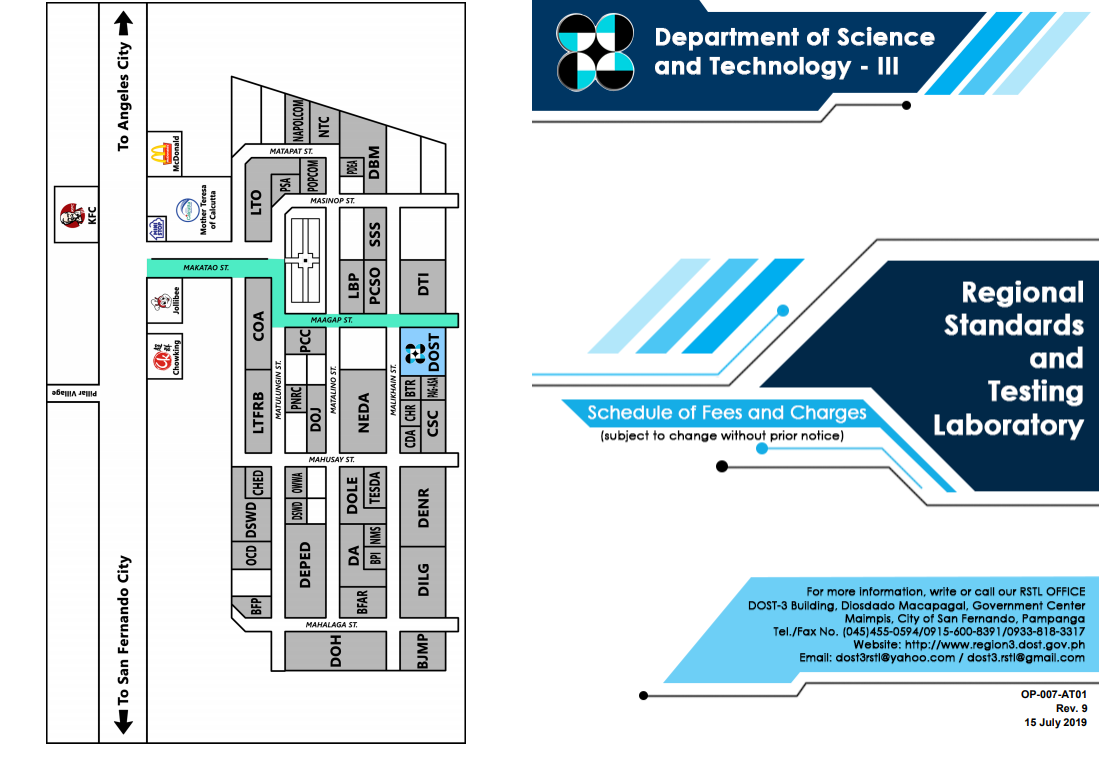 To Angeles City
McDonald
KFC
MINI STOP
Mother Teresa
of Calcutta
Jollibee
超群
Chowking
Pillar Village
To San Fernando City
NAPOLCOM
NTC
MATAPAT ST.
LTO
PSA
POPCOM
PDEA
DBM
MASINOP ST.
SSS
MAKATAO ST.
LBP
PCSO
DTI
COA
MAAGAP ST.
PCC
DOST
MATULUNGIN ST.
MATALINO ST.
MALIKHAIN ST.
LTFRB
PNRC
DOJ
NEDA
BTR
PAG-ASA
CHR
CDA
CSC
MAHUSAY ST.
CHED
DSWD
OWWA
DSWD
DOLE
TESDA
DENR
OCD
DEPED
DA
NMS
BPI
DILG
BFP
BFAR
MAHALAGA ST.
DOH
BJMP
Department of Science
and Technology - III
Regional
Standards
and
Testing
Laboratory
Schedule of Fees and Charges
(subject to change without prior notice)
For more information, write or call our RSTL OFFICE
DOST-3 Building, Diosdado Macapagal, Government Center
Maimpis, City of San Fernando, Pampanga
Tel./Fax No. (045)455-0594/0915-600-8391/0933-818-3317
Website: http://www.region3.dost.gov.ph
Email: dost3rstl@yahoo.com / dost3.rstl@gmail.com
OP-007-AT01
Rev. 9
15 July 2019